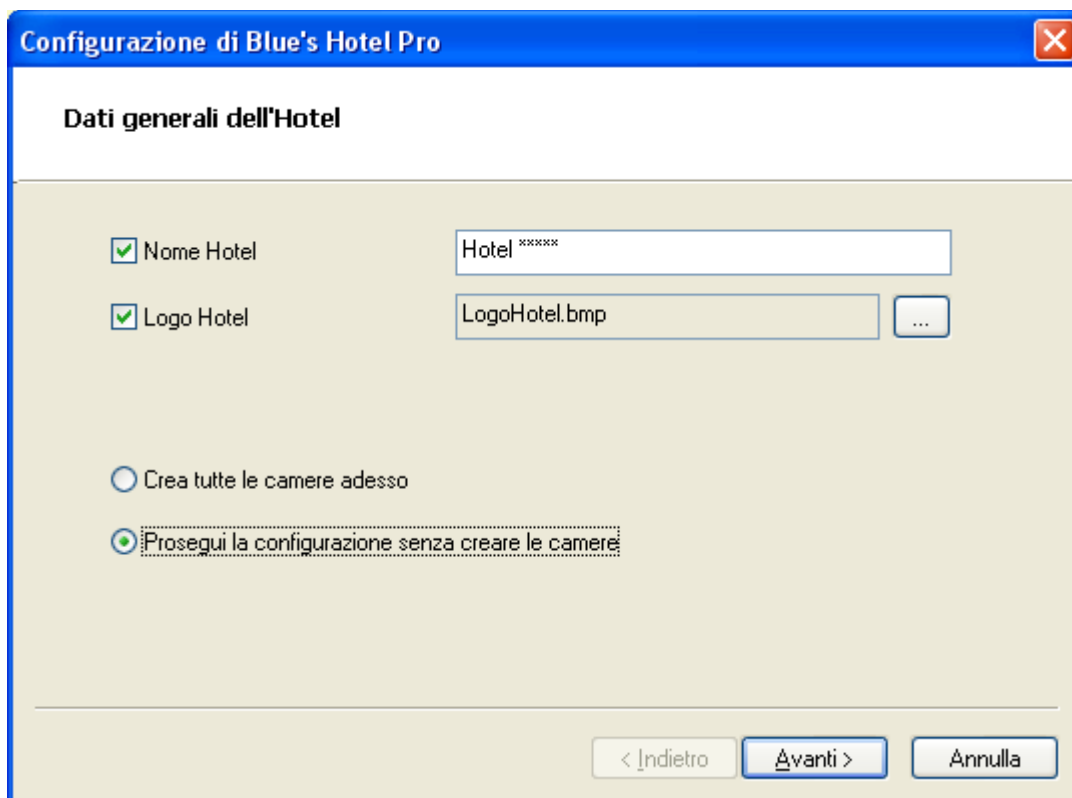 Configurazione di Blue's Hotel Pro
Dati generali dell'Hotel
Nome Hotel Hotel *****
Logo Hotel LogoHotel.bmp ...
Crea tutte le camere adesso
Prosegui la configurazione senza creare le camere
< Indietro Avanti > Annulla